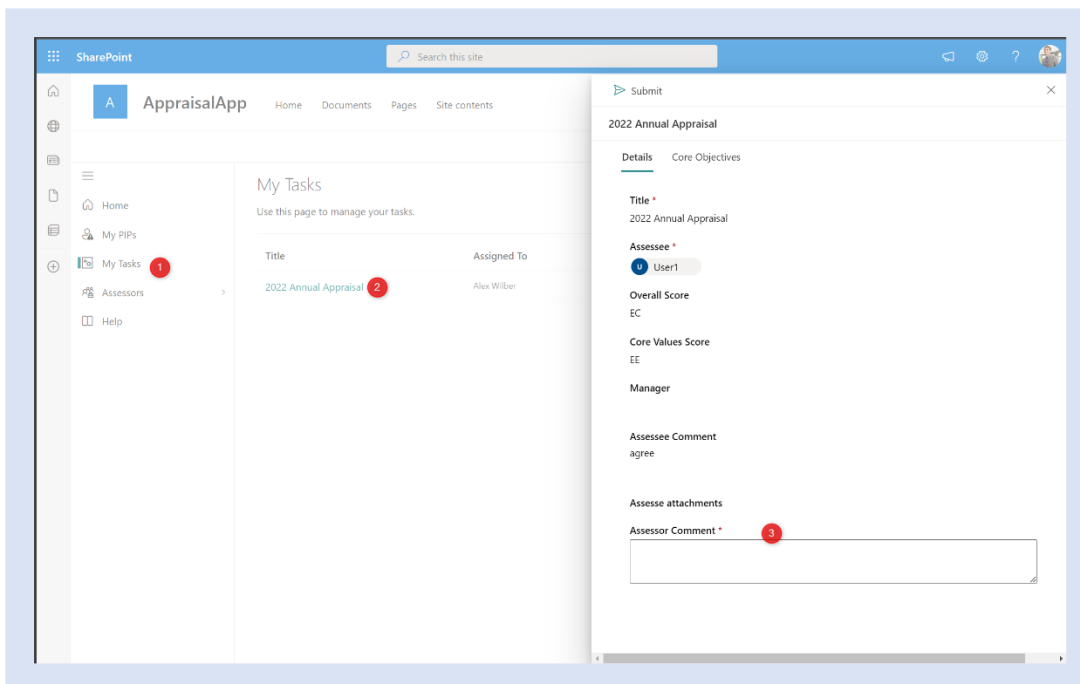 SharePoint
Search this site
?
A
AppraisalApp
Home Documents Pages Site contents
Home
My PIPs
My Tasks
1
Assessors
Help
My Tasks
Use this page to manage your tasks.
Title Assigned To
2022 Annual Appraisal 2 Alex Wilber
Submit
2022 Annual Appraisal
Details Core Objectives
Title *
2022 Annual Appraisal
Assessee *
U User1
Overall Score
EC
Core Values Score
EE
Manager
Assessee Comment
agree
Assesse attachments
Assessor Comment * 3